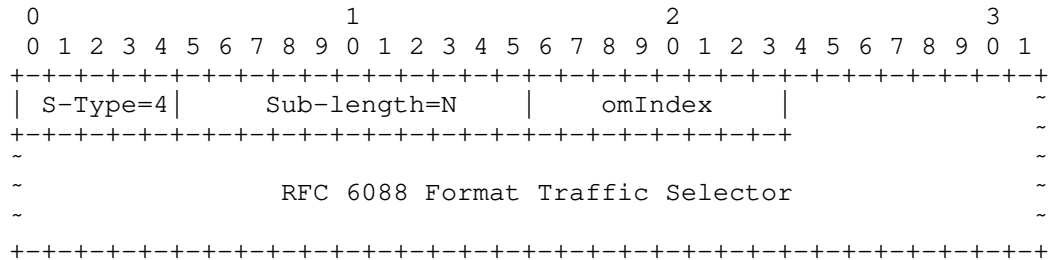 0                   1                   2                   3
 0 1 2 3 4 5 6 7 8 9 0 1 2 3 4 5 6 7 8 9 0 1 2 3 4 5 6 7 8 9 0 1
+-+-+-+-+-+-+-+-+-+-+-+-+-+-+-+-+-+-+-+-+-+-+-+-+-+-+-+-+-+-+-+-+
| S-Type=4|     Sub-length=N    |    omIndex    |               ~
+-+-+-+-+-+-+-+-+-+-+-+-+-+-+-+-+-+-+-+-+-+-+-+-+               ~
~                                                               ~
~                RFC 6088 Format Traffic Selector               ~
~                                                               ~
+-+-+-+-+-+-+-+-+-+-+-+-+-+-+-+-+-+-+-+-+-+-+-+-+-+-+-+-+-+-+-+-+